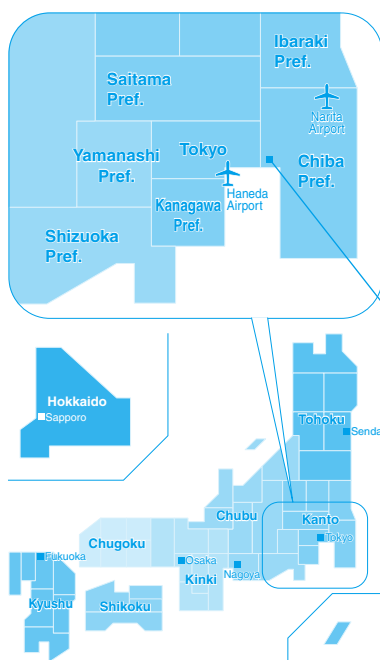 Ibaraki
Pref.
Saitama
Pref.
Narita
Airport
Tokyo
Yamanashi
Pref.
Chiba
Pref.
Haneda
Airport
Kanagawa
Pref.
Shizuoka
Pref.
Hokkaido
Sapporo
Tohoku
Senda
Chubu
Kanto
Tokyo
Chugoku
Osaka
Fukuoka
Nagoya
Kinki
Kyushu
Shikoku